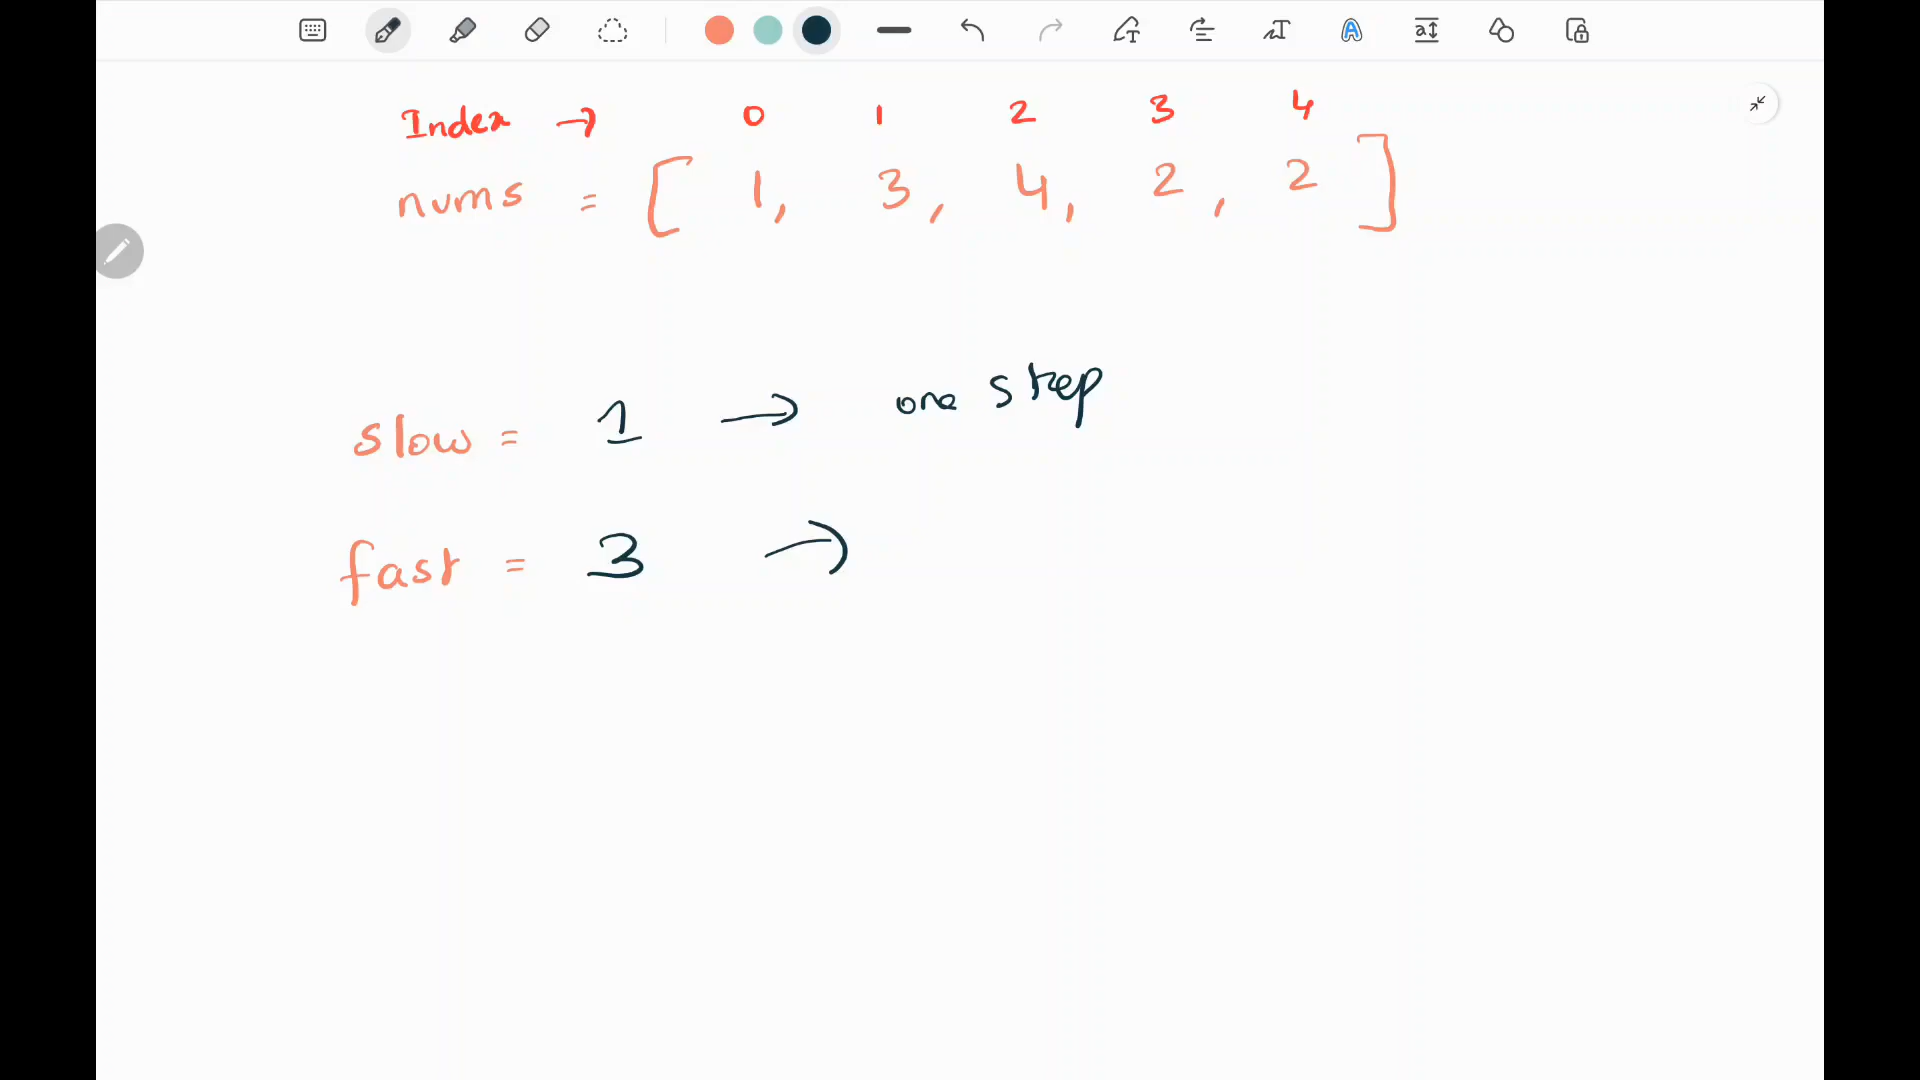 Index → 0 1 2 3 4
nums = [ 1, 3, 4, 2, 2 ]
slow = 1 → one step
fast = 3 →